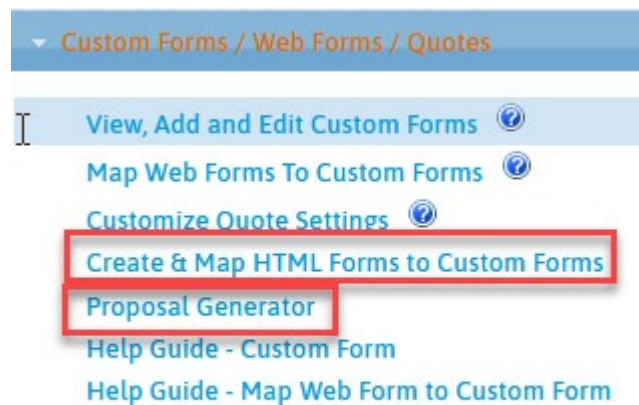 Custom Forms / Web Forms / Quotes
View, Add and Edit Custom Forms
Map Web Forms To Custom Forms
Customize Quote Settings
Create & Map HTML Forms to Custom Forms
Proposal Generator
Help Guide - Custom Form
Help Guide - Map Web Form to Custom Form